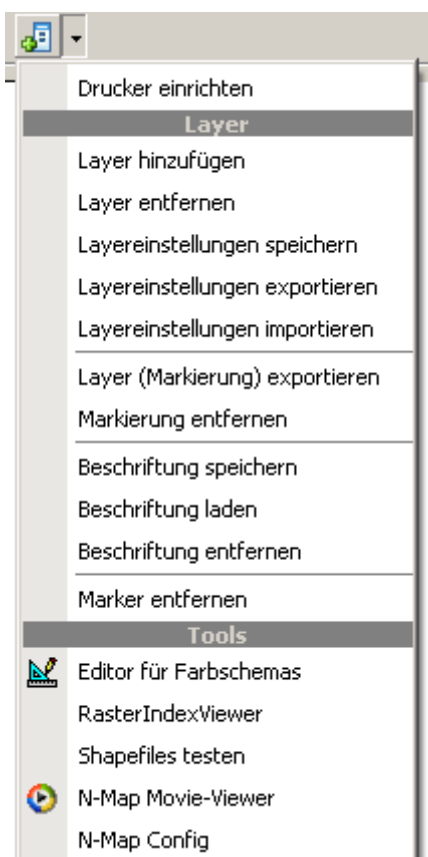 Drucker einrichten
Layer
Layer hinzufügen
Layer entfernen
Layereinstellungen speichern
Layereinstellungen exportieren
Layereinstellungen importieren
Layer (Markierung) exportieren
Markierung entfernen
Beschriftung speichern
Beschriftung laden
Beschriftung entfernen
Marker entfernen
Tools
Editor für Farbschemas
RasterIndexViewer
Shapefiles testen
N-Map Movie-Viewer
N-Map Config